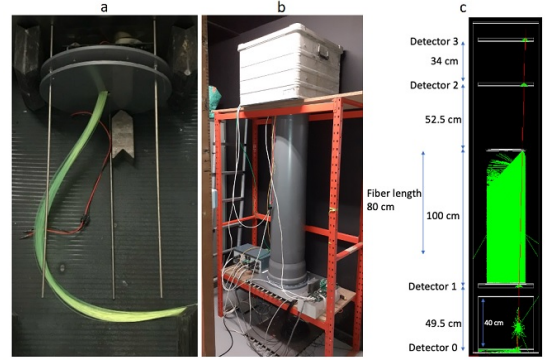 a
b
c
Detector 3
34 cm
Detector 2
52.5 cm
Fiber length
80 cm
100 cm
Detector 1
49.5 cm
40 cm
Detector 0